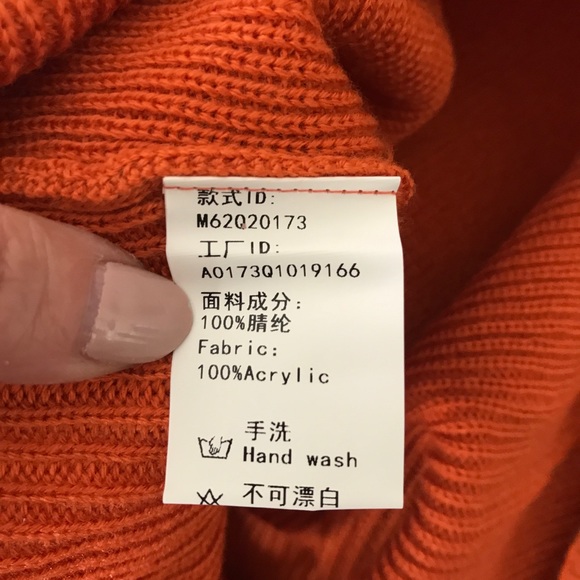 款式ID:
M62Q20173
工厂ID:
A0173Q1019166
面料成分:
100%腈纶
Fabric:
100%Acrylic
手洗
Hand wash
不可漂白